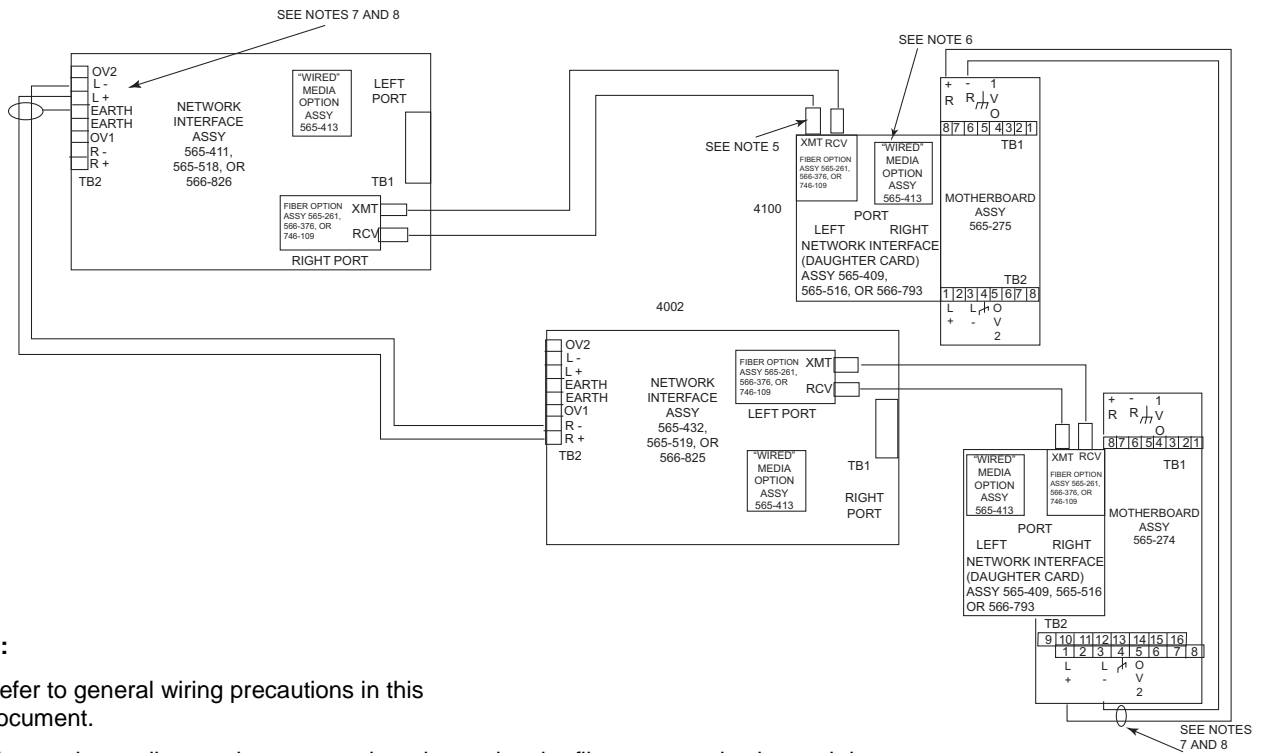 SEE NOTES 7 AND 8
OV2
L -
L +
EARTH
EARTH
OV1
R -
R +
TB2
NETWORK
INTERFACE
ASSY
565-411,
565-518, OR
566-826
"WIRED"
MEDIA
OPTION
ASSY
565-413
LEFT
PORT
TB1
FIBER OPTION
ASSY 565-261,
566-376, OR
746-109
XMT
RCV
RIGHT PORT
SEE NOTE 6
SEE NOTE 5
4100
XMT RCV
FIBER OPTION
ASSY 565-261,
566-376, OR
746-109
"WIRED"
MEDIA
OPTION
ASSY
565-413
PORT
LEFT RIGHT
NETWORK INTERFACE
(DAUGHTER CARD)
ASSY 565-409,
565-516, OR 566-793
+ - 1
R R V
O
8 7 6 5 4 3 2 1
TB1
MOTHERBOARD
ASSY
565-275
TB2
1 2 3 4 5 6 7 8
L L O
+ - V
2
4002
OV2
L -
L +
EARTH
EARTH
OV1
R -
R +
TB2
NETWORK
INTERFACE
ASSY
565-432,
565-519, OR
566-825
FIBER OPTION
ASSY 565-261,
566-376, OR
746-109
XMT
RCV
LEFT PORT
"WIRED"
MEDIA
OPTION
ASSY
565-413
TB1
RIGHT
PORT
+ - 1
R R V
O
8 7 6 5 4 3 2 1
TB1
"WIRED"
MEDIA
OPTION
ASSY
565-413
XMT RCV
FIBER OPTION
ASSY 565-261,
566-376, OR
746-109
PORT
LEFT RIGHT
NETWORK INTERFACE
(DAUGHTER CARD)
ASSY 565-409, 565-516
OR 566-793
MOTHERBOARD
ASSY
565-274
TB2
9 10 11 12 13 14 15 16
1 2 3 4 5 6 7 8
L L O
+ - V
2
SEE NOTES
7 AND 8
:
efer to general wiring precautions in this
ocument.